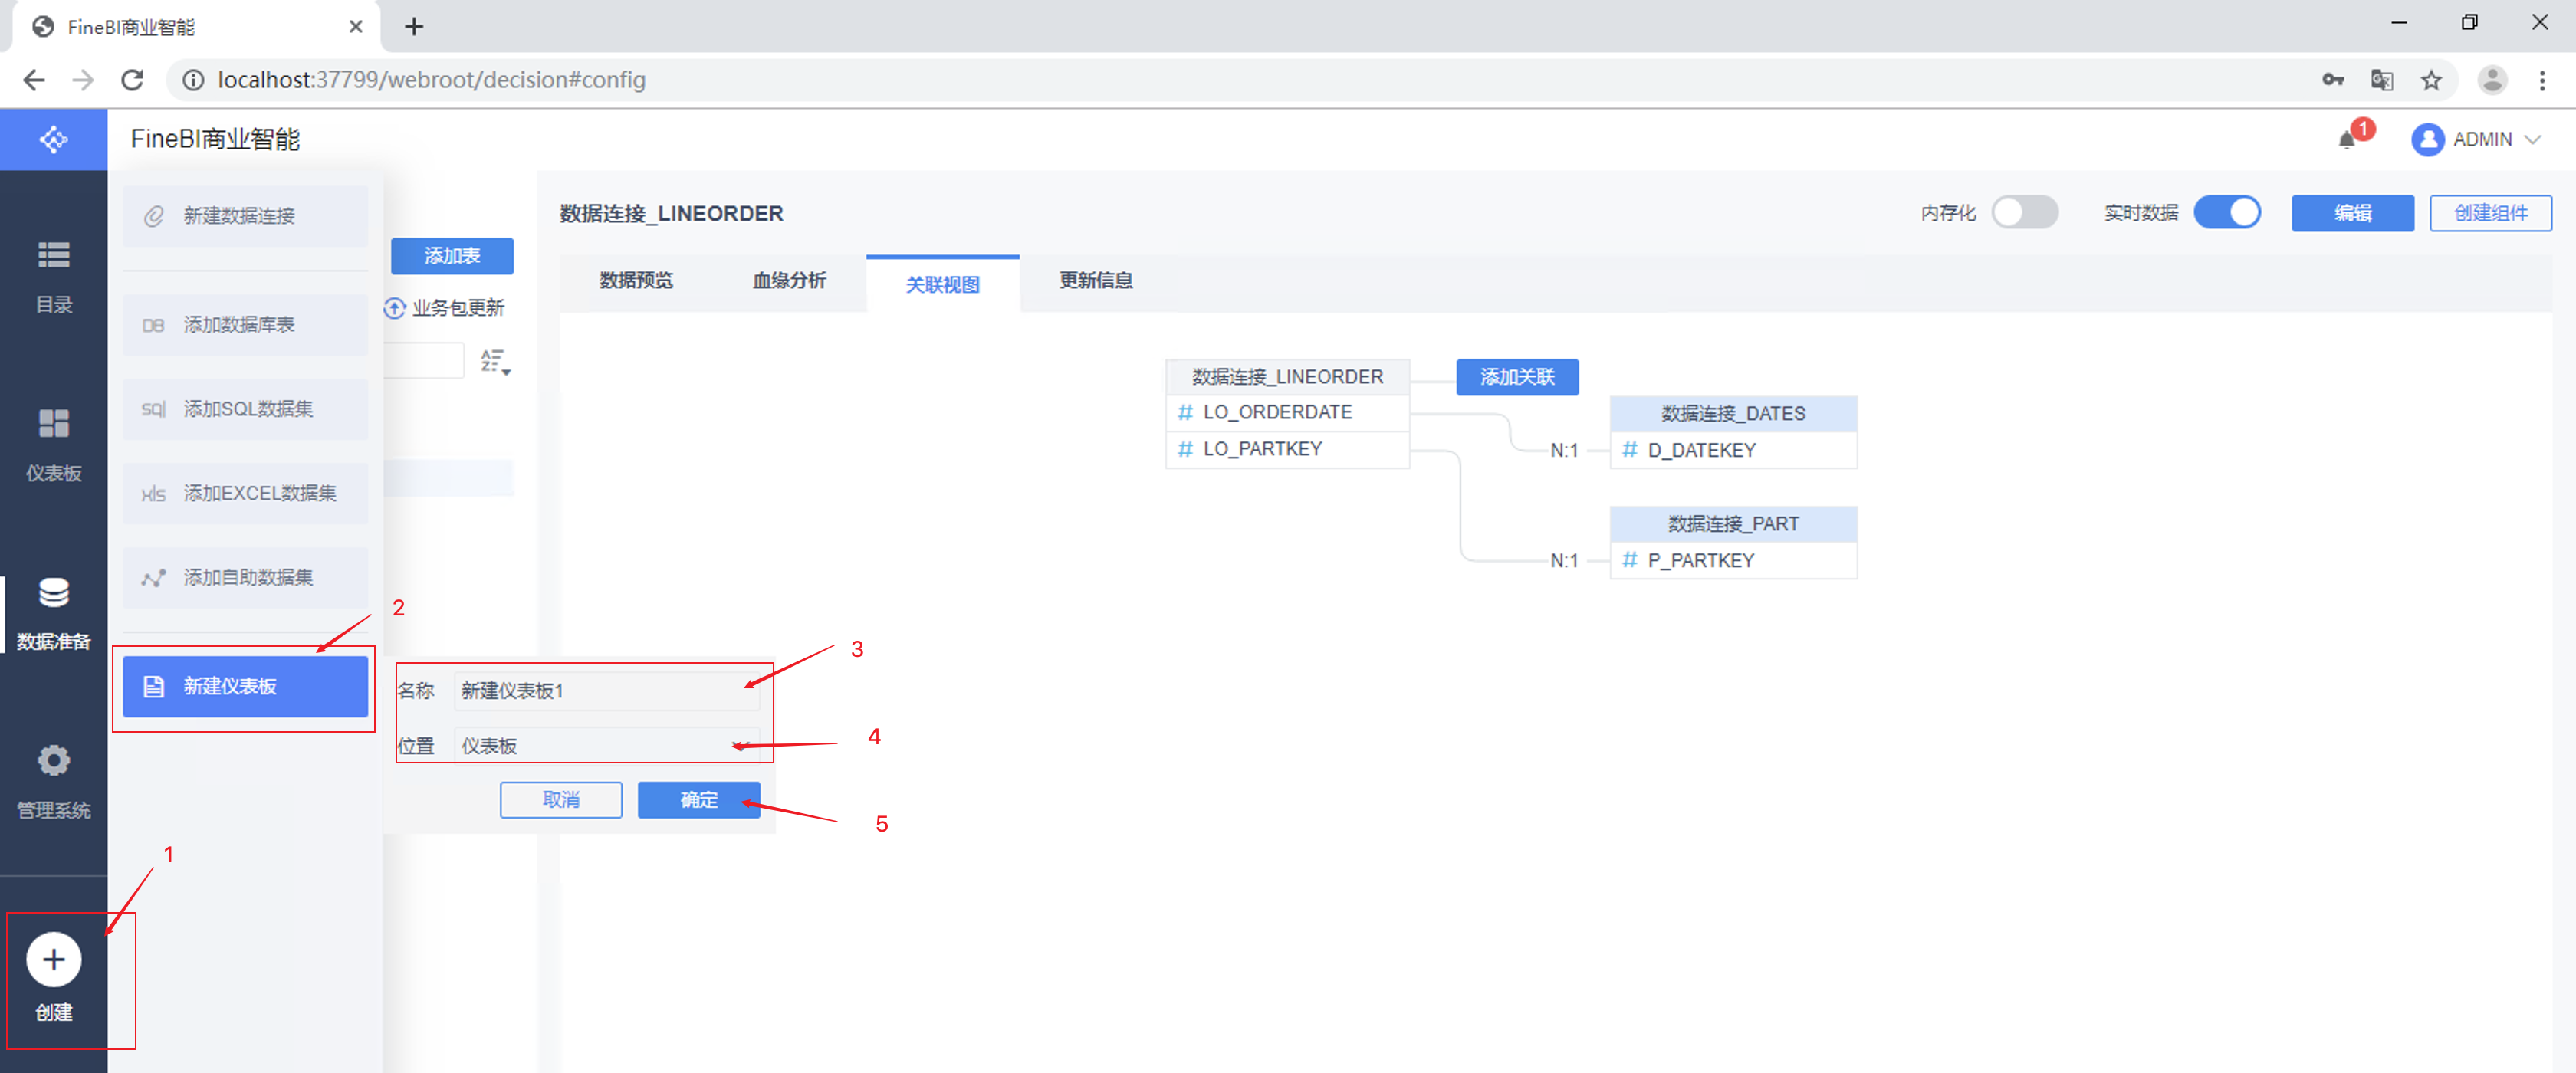 FineBI商业智能
localhost:37799/webroot/decision#config
FineBI商业智能
1
ADMIN
目录
仪表板
数据准备
管理系统
创建
新建数据连接
DB 添加数据库表
sql 添加SQL数据集
xls 添加EXCEL数据集
添加自助数据集
新建仪表板
添加表
业务包更新
AZ
数据连接_LINEORDER
内存化
实时数据
编辑
创建组件
数据预览
血缘分析
关联视图
更新信息
数据连接_LINEORDER
添加关联
# LO_ORDERDATE
# LO_PARTKEY
N:1
数据连接_DATES
# D_DATEKEY
N:1
数据连接_PART
# P_PARTKEY
名称 新建仪表板1
位置 仪表板
取消
确定
1
2
3
4
5